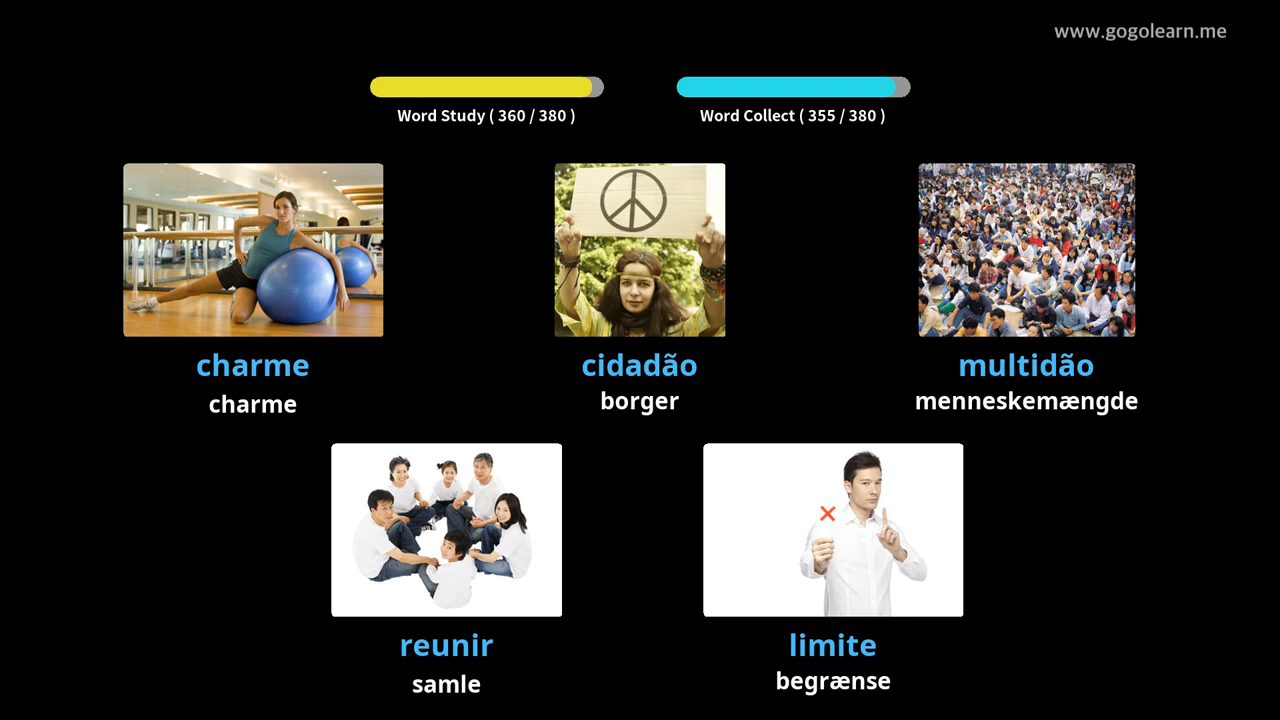 www.gogolearn.me
Word Study ( 360 / 380 )
Word Collect ( 355 / 380 )
charme
charme
cidadão
borger
multidão
menneskemængde
reunir
samle
limite
begrænse